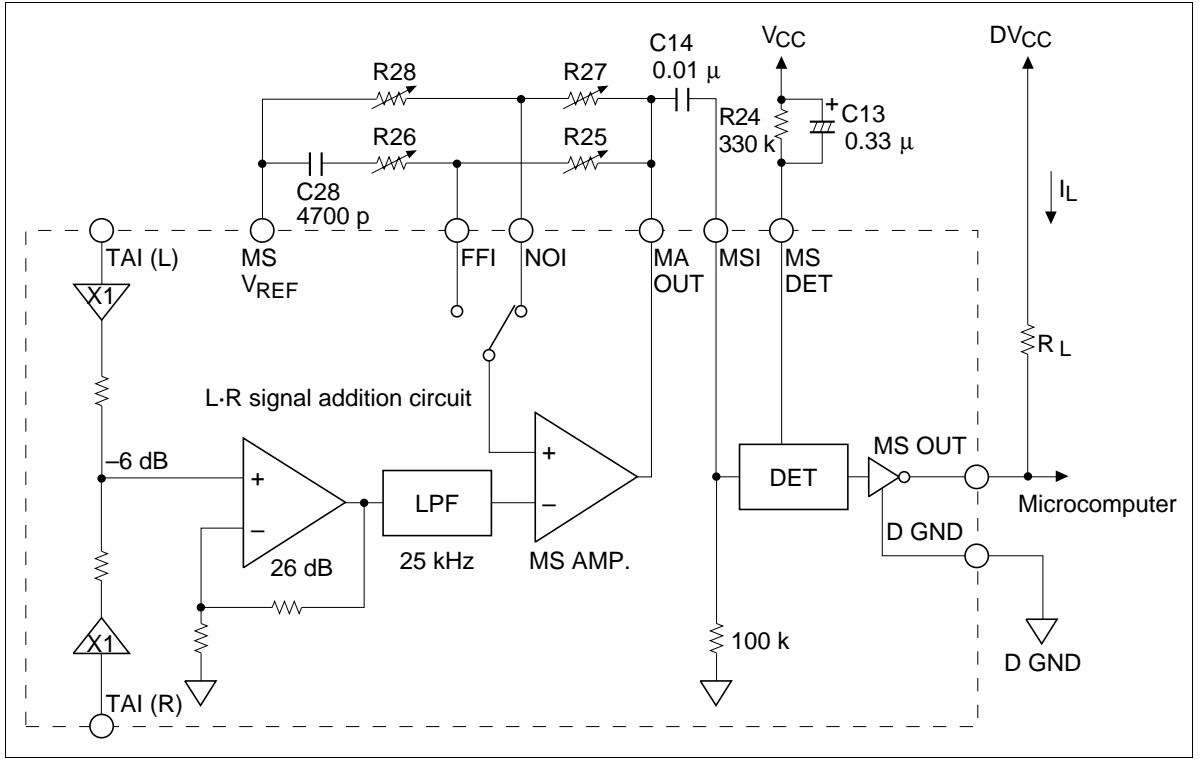 C14
0.01 μ
VCC
DVCC
R28
R27
R24
330 k
+
C13
0.33 μ
R26
R25
C28
4700 p
IL
TAI (L)
MS
VREF
FFI
NOI
MA
OUT
MSI
MS
DET
X1
RL
L·R signal addition circuit
–6 dB
+
–
26 dB
LPF
25 kHz
+
–
MS AMP.
DET
MS OUT
Microcomputer
D GND
X1
100 k
D GND
TAI (R)